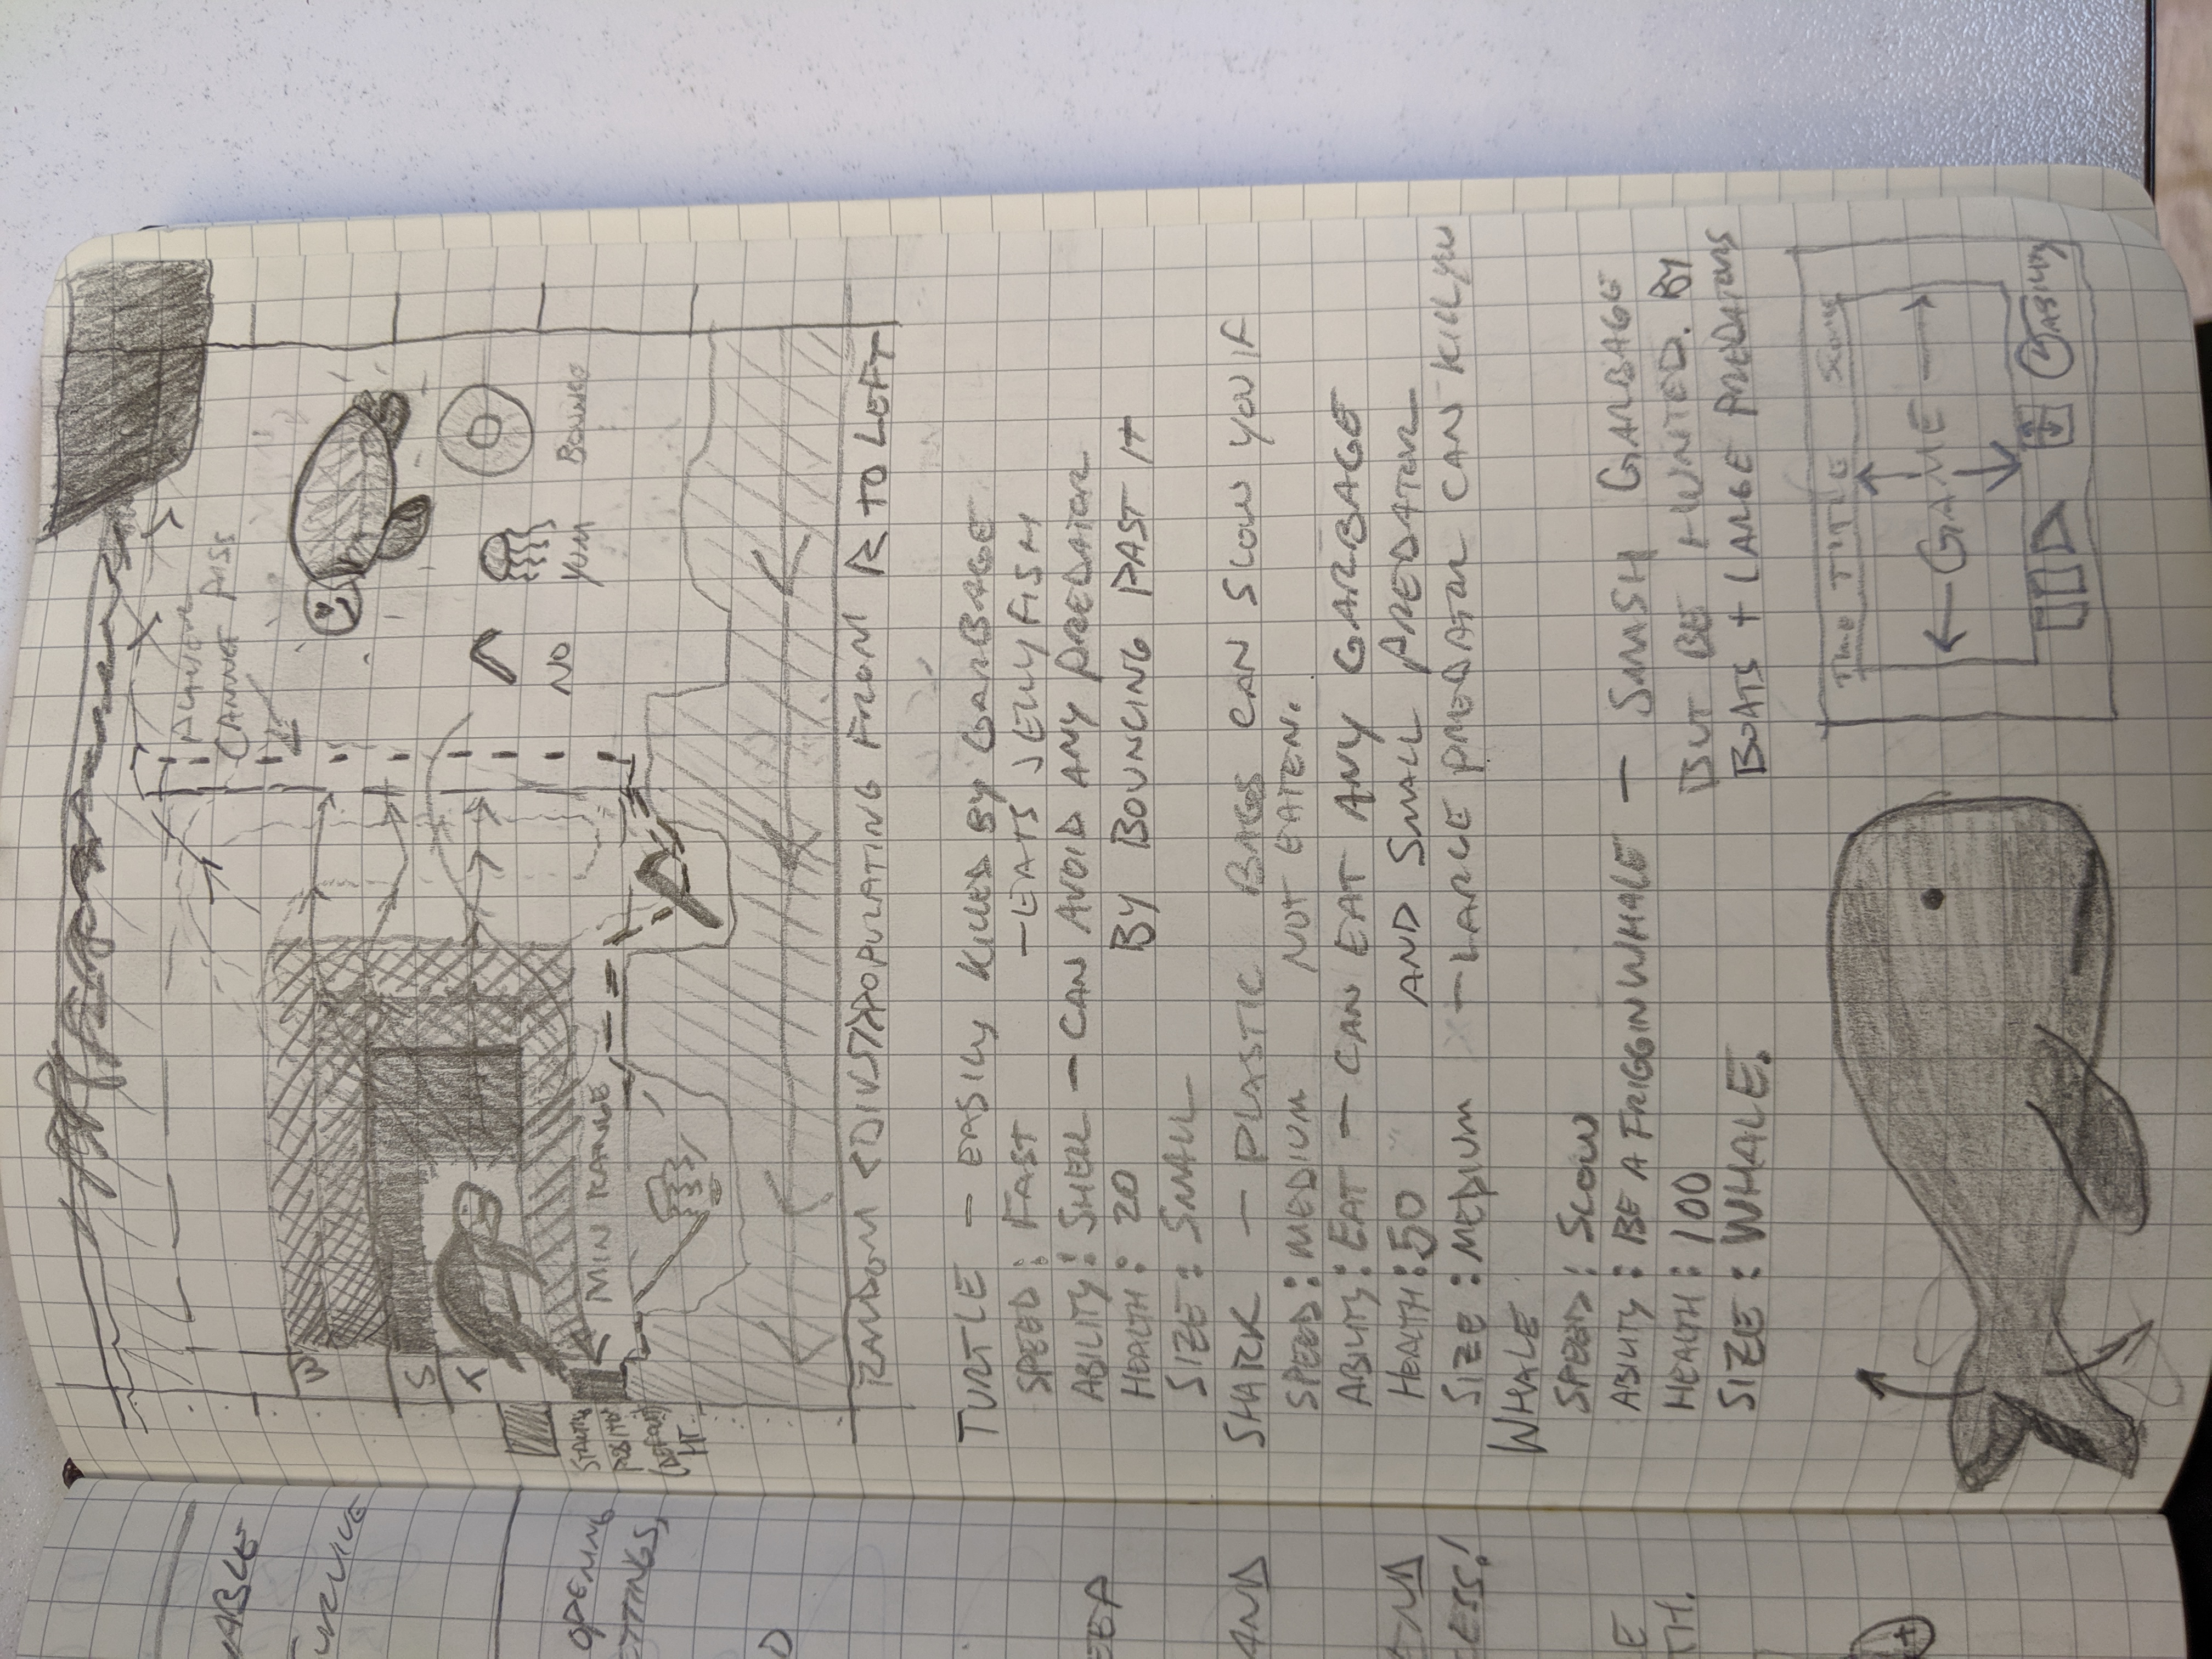 VABLE
SURVIVE
OPENING
ETTINGS,
D
EEP
AND
AND
CESS!
E
TH.
+
PLAYER
CANNOT PASS
W
S
T
NO
YUM
BOUNCE
STARTING
POSITION
(DEFAULT)
HT.
MIN RANGE
RANDOM <DIVS> POPULATING FROM R TO LEFT
TURTLE - EASILY KILLED BY GARBAGE
SPEED: FAST - EATS JELLYFISH
ABILITY: SHELL - CAN AVOID ANY PREDATOR
HEALTH: 20 BY BOUNCING PAST IT
SIZE: SMALL
SHARK - PLASTIC BAGS CAN SLOW YOU IF
SPEED: MEDIUM NOT EATEN.
ABILITY: EAT - CAN EAT ANY GARBAGE
HEALTH: 50 AND SMALL PREDATOR
SIZE: MEDIUM - LARGE PREDATOR CAN KILL YOU
WHALE
SPEED: SLOW
ABILITY: BE A FRIGGIN WHALE - SMASH GARBAGE
HEALTH: 100 BUT BE HUNTED. BY
SIZE: WHALE. BOATS + LARGE PREDATORS
TIME TITLE SCORE
GAME
ABILITY